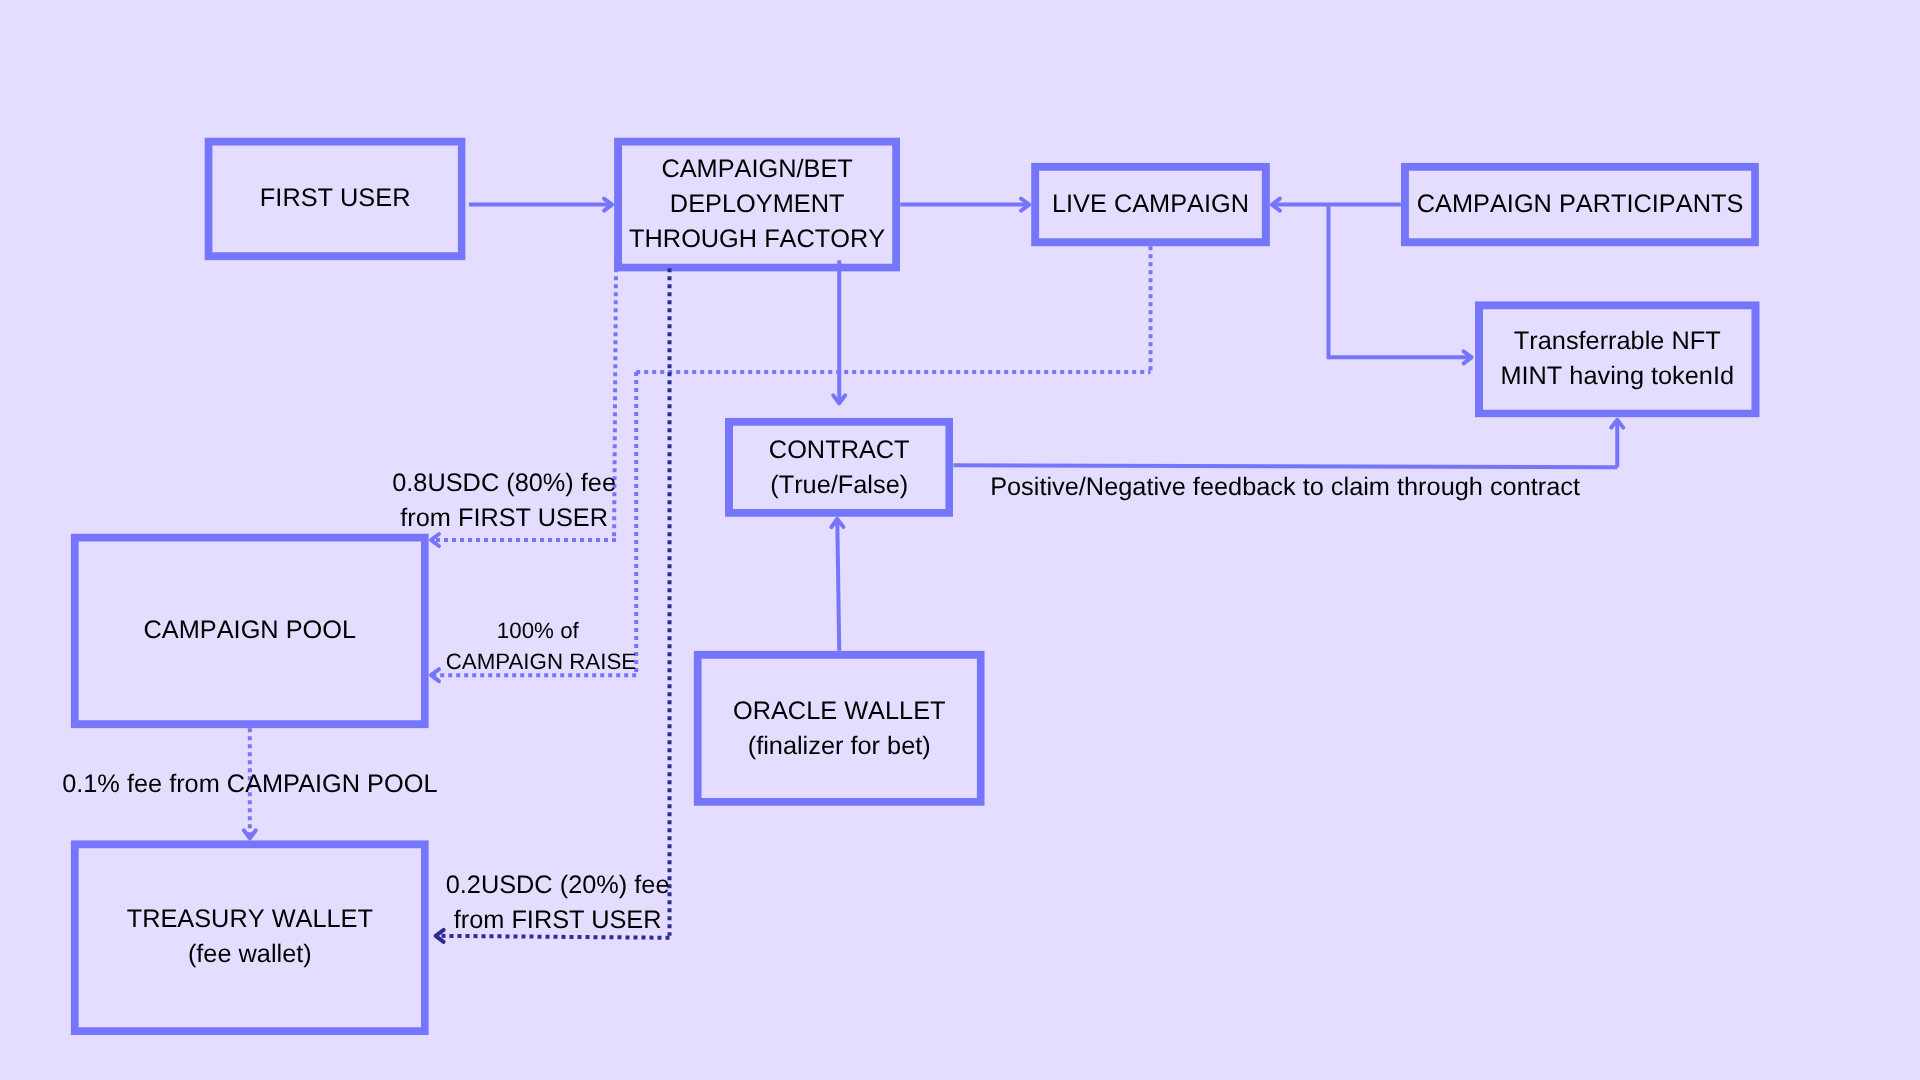 FIRST USER
CAMPAIGN/BET
DEPLOYMENT
THROUGH FACTORY
LIVE CAMPAIGN
CAMPAIGN PARTICIPANTS
Transferrable NFT
MINT having tokenId
CONTRACT
(True/False)
Positive/Negative feedback to claim through contract
0.8USDC (80%) fee
from FIRST USER
CAMPAIGN POOL
100% of
CAMPAIGN RAISE
ORACLE WALLET
(finalizer for bet)
0.1% fee from CAMPAIGN POOL
0.2USDC (20%) fee
from FIRST USER
TREASURY WALLET
(fee wallet)